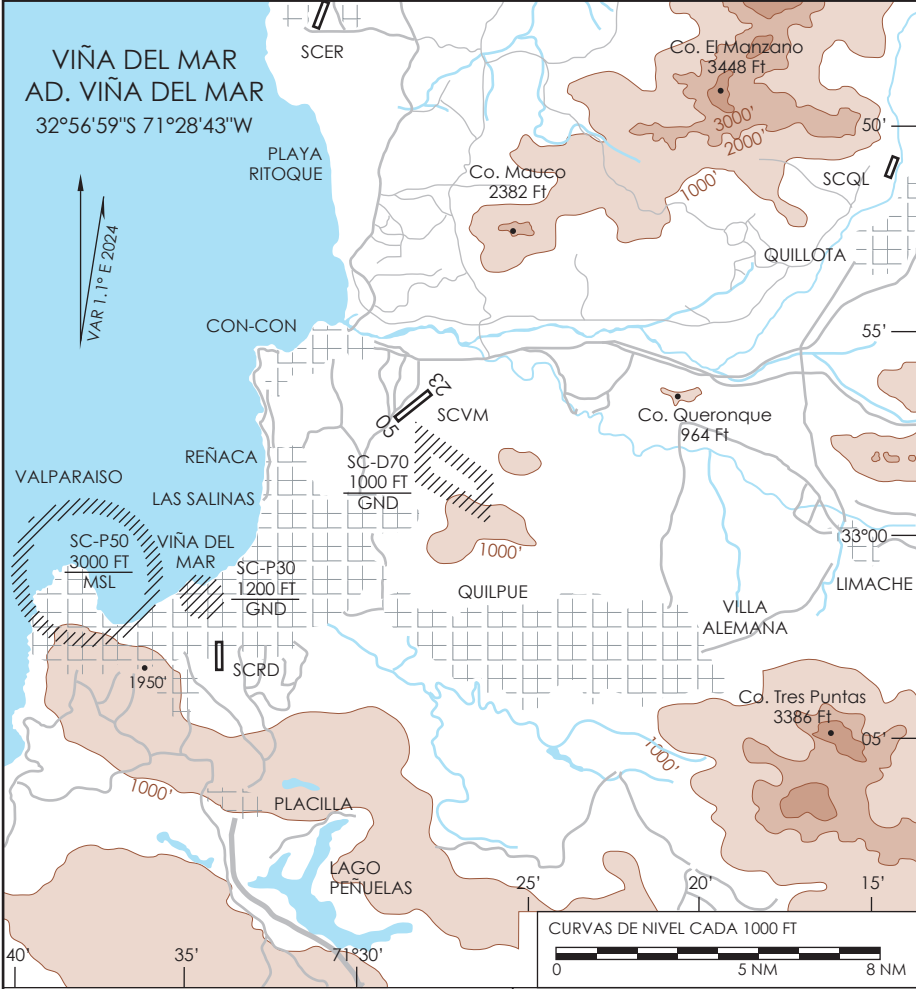 VIÑA DEL MAR
AD. VIÑA DEL MAR
32°56'59"S 71°28'43"W
SCER
Co. El Manzano
3448 Ft
3000'
2000'
1000'
50'
PLAYA
RITOQUE
Co. Mauco
2382 Ft
SCQL
VAR 1.1° E 2024
QUILLOTA
CON-CON
55'
23
05
SCVM
Co. Queronque
964 Ft
REÑACA
SC-D70
1000 FT
GND
VALPARAISO
LAS SALINAS
SC-P50
3000 FT
MSL
VIÑA DEL
MAR
SC-P30
1200 FT
GND
1000'
33°00
LIMACHE
QUILPUE
VILLA
ALEMANA
SCRD
1950'
Co. Tres Puntas
3386 Ft
05'
1000'
1000'
PLACILLA
LAGO
PEÑUELAS
25'
20'
15'
40'
35'
71°30'
CURVAS DE NIVEL CADA 1000 FT
0
5 NM
8 NM